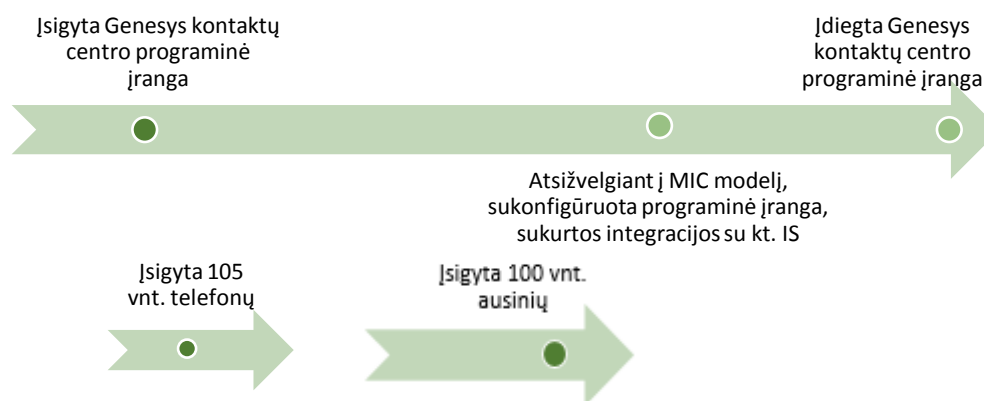 Įsigyta Genesys kontaktų
centro programinė
įranga
Įdiegta Genesys
kontaktų centro
programinė įranga
Atsižvelgiant į MIC modelį,
sukonfigūruota programinė įranga,
sukurtos integracijos su kt. IS
Įsigyta 105
vnt. telefonų
Įsigyta 100 vnt.
ausinių